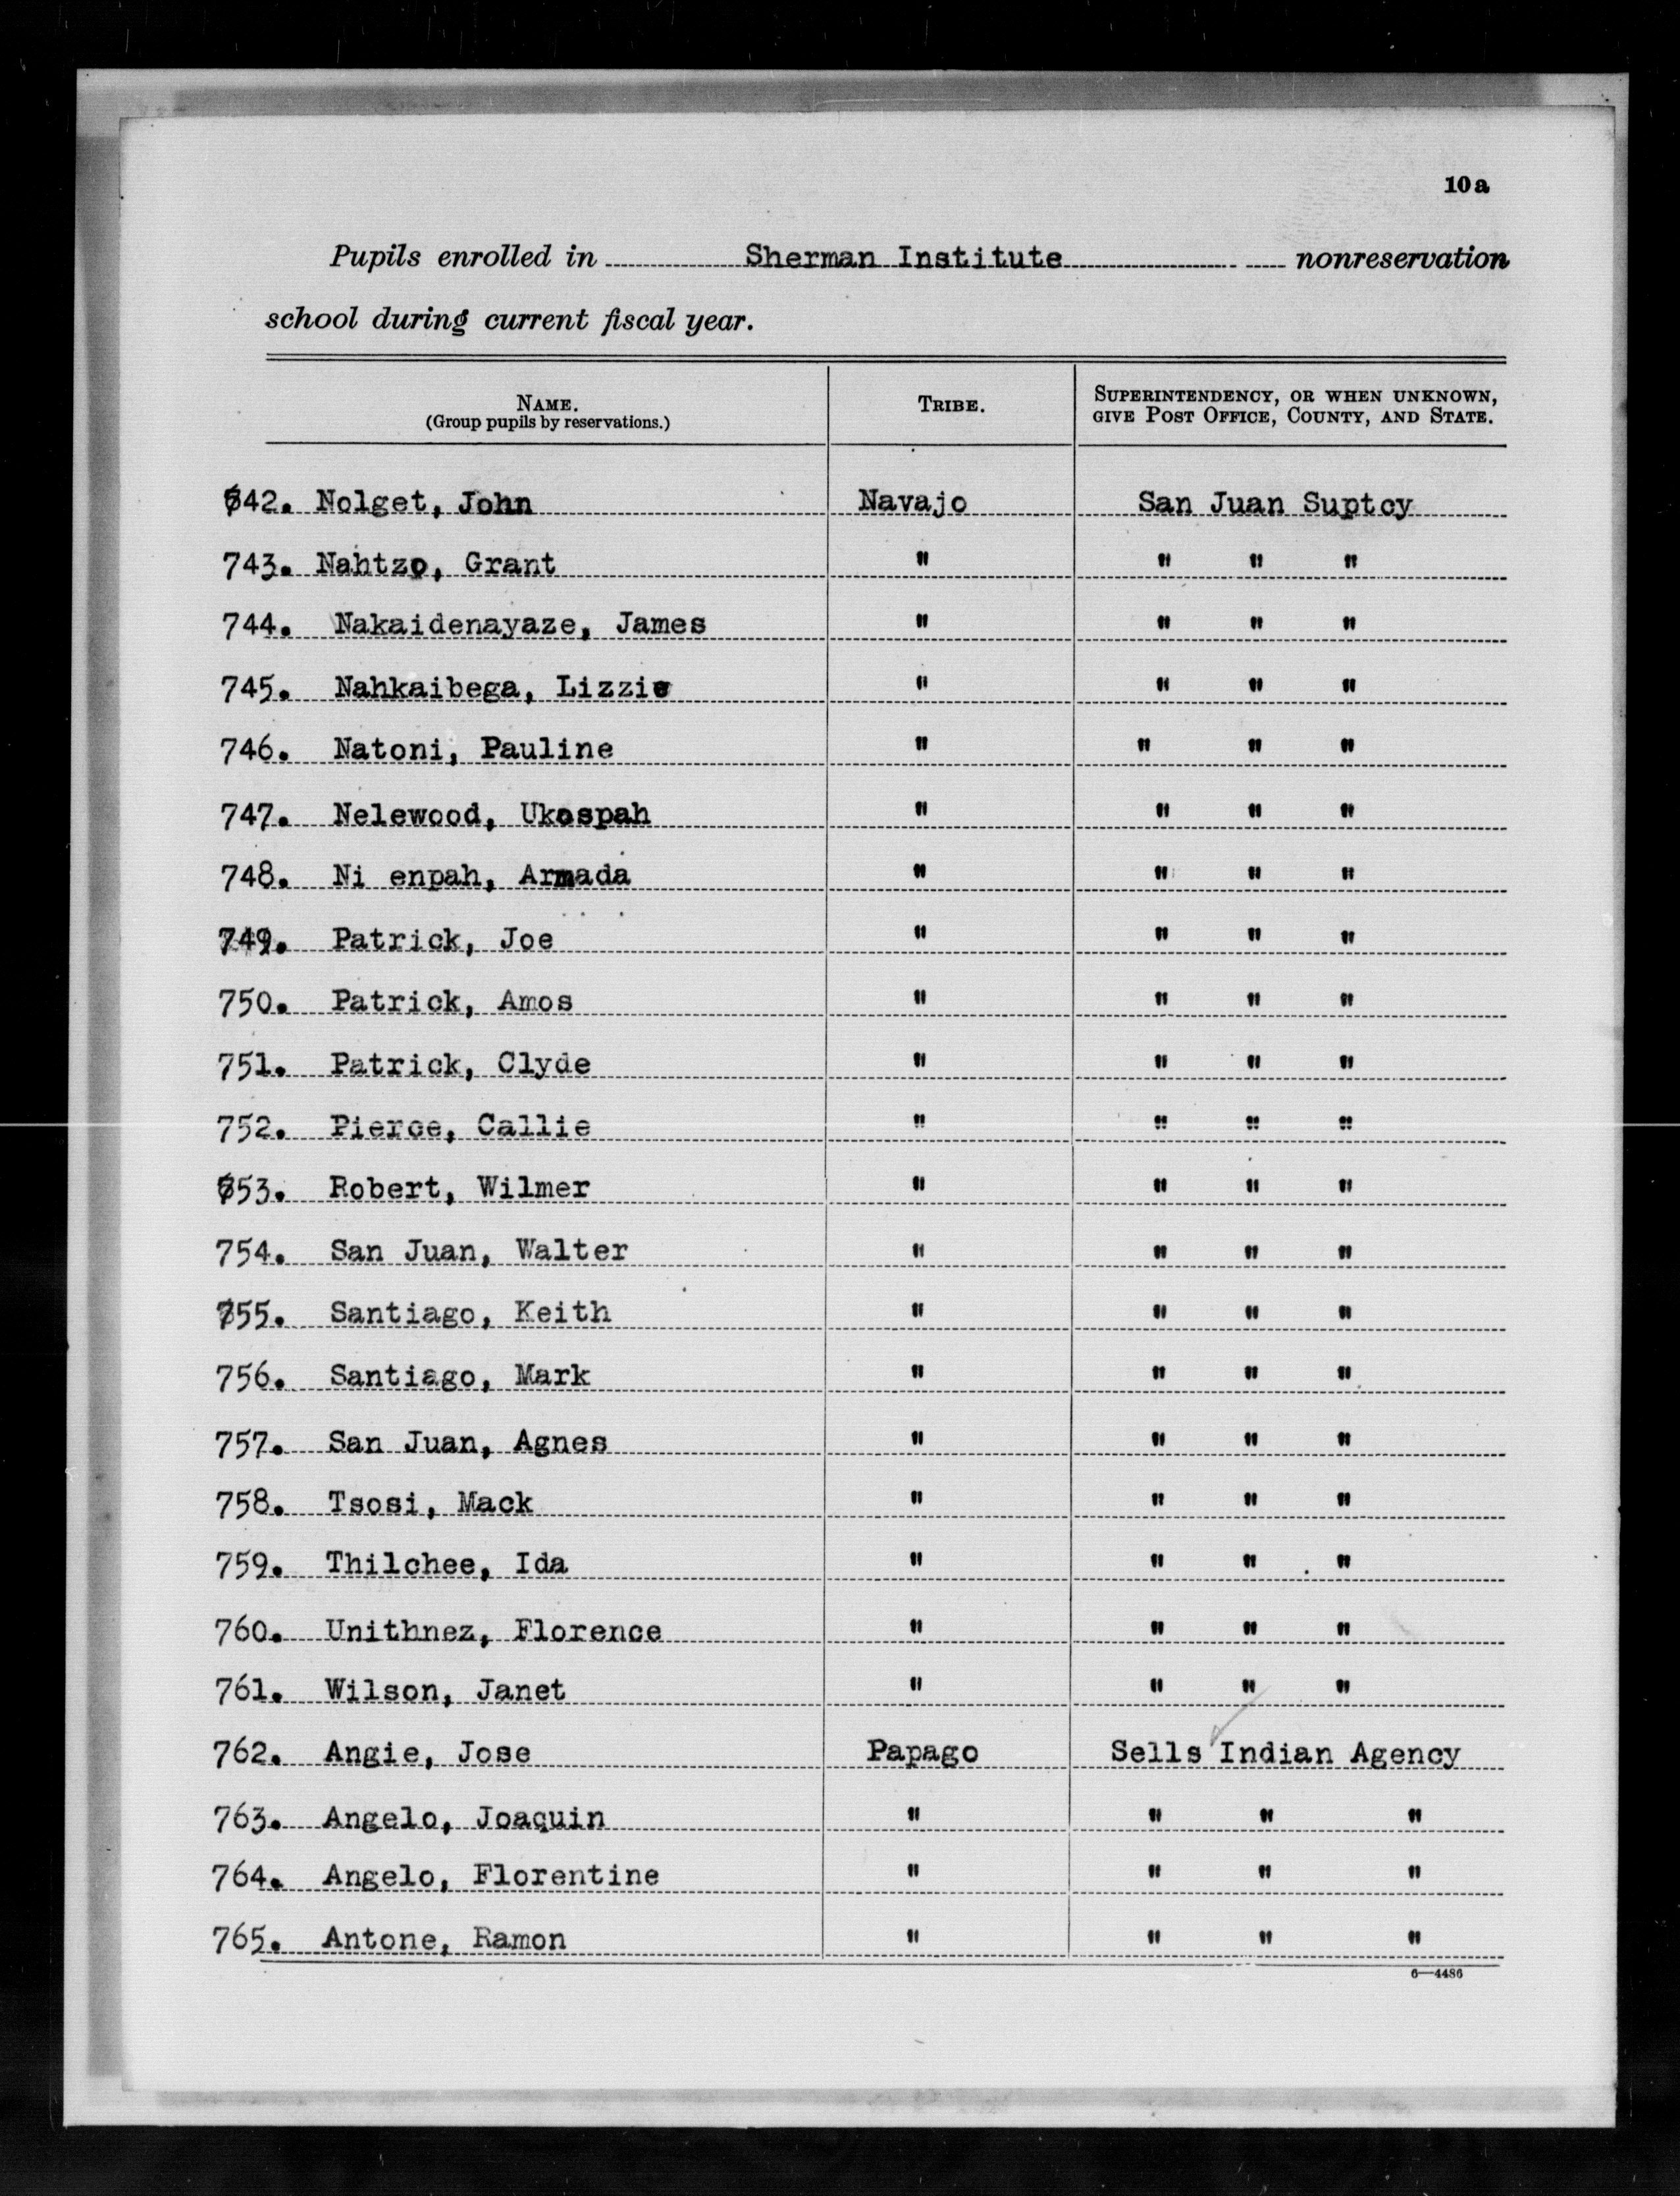 10a
Pupils enrolled in Sherman Institute nonreservation
school during current fiscal year.
NAME. (Group pupils by reservations.) TRIBE. SUPERINTENDENCY, OR WHEN UNKNOWN, GIVE POST OFFICE, COUNTY, AND STATE.
742. Nolget, John Navajo San Juan Suptcy
743. Nahtzo, Grant " " " "
744. Nakaidenayaze, James " " " "
745. Nahkaibega, Lizzie " " " "
746. Natoni, Pauline " " " "
747. Nelewood, Ukospah " " " "
748. Ni enpah, Armada " " " "
749. Patrick, Joe " " " "
750. Patrick, Amos " " " "
751. Patrick, Clyde " " " "
752. Pierce, Callie " " " "
753. Robert, Wilmer " " " "
754. San Juan, Walter " " " "
755. Santiago, Keith " " " "
756. Santiago, Mark " " " "
757. San Juan, Agnes " " " "
758. Tsosi, Mack " " " "
759. Thilchee, Ida " " " "
760. Unithnez, Florence " " " "
761. Wilson, Janet " " " "
762. Angie, Jose Papago Sells Indian Agency
763. Angelo, Joaquin " " " "
764. Angelo, Florentine " " " "
765. Antone, Ramon " " " "
6—4486